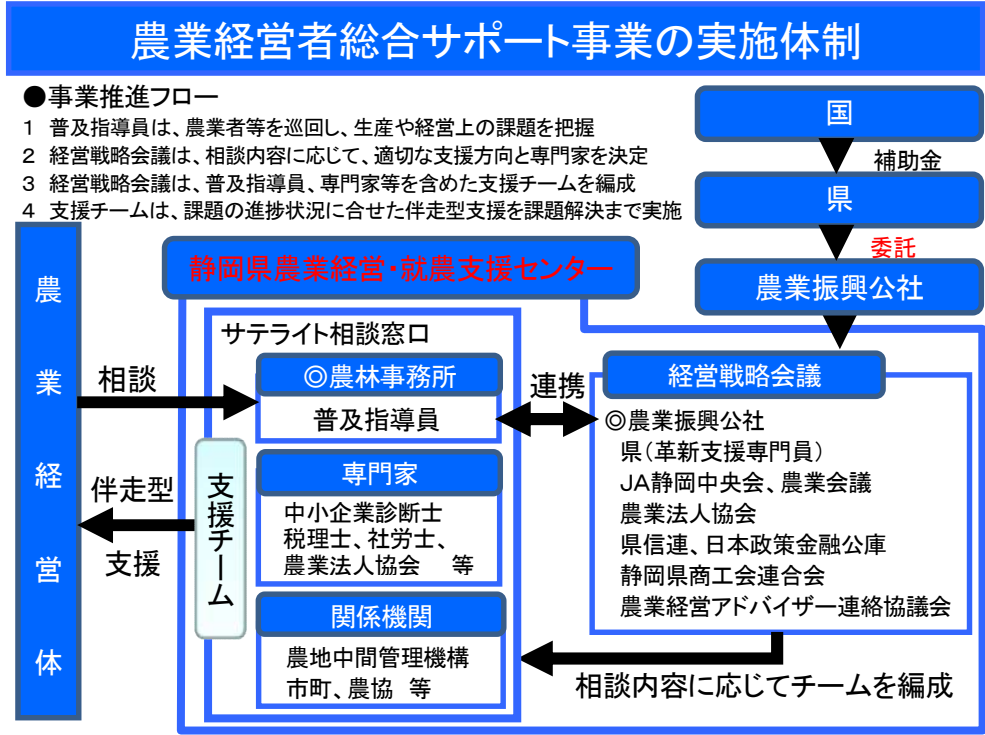 農業経営者総合サポート事業の実施体制
●事業推進フロー
1 普及指導員は、農業者等を巡回し、生産や経営上の課題を把握
2 経営戦略会議は、相談内容に応じて、適切な支援方向と専門家を決定
3 経営戦略会議は、普及指導員、専門家等を含めた支援チームを編成
4 支援チームは、課題の進捗状況に合せた伴走型支援を課題解決まで実施
国
補助金
県
委託
農業振興公社
農業経営体
静岡県農業経営・就農支援センター
サテライト相談窓口
相談
◎農林事務所
普及指導員
連携
伴走型
支援
支援チーム
専門家
中小企業診断士
税理士、社労士、
農業法人協会 等
関係機関
農地中間管理機構
市町、農協 等
経営戦略会議
◎農業振興公社
県(革新支援専門員)
JA静岡中央会、農業会議
農業法人協会
県信連、日本政策金融公庫
静岡県商工会連合会
農業経営アドバイザー連絡協議会
相談内容に応じてチームを編成